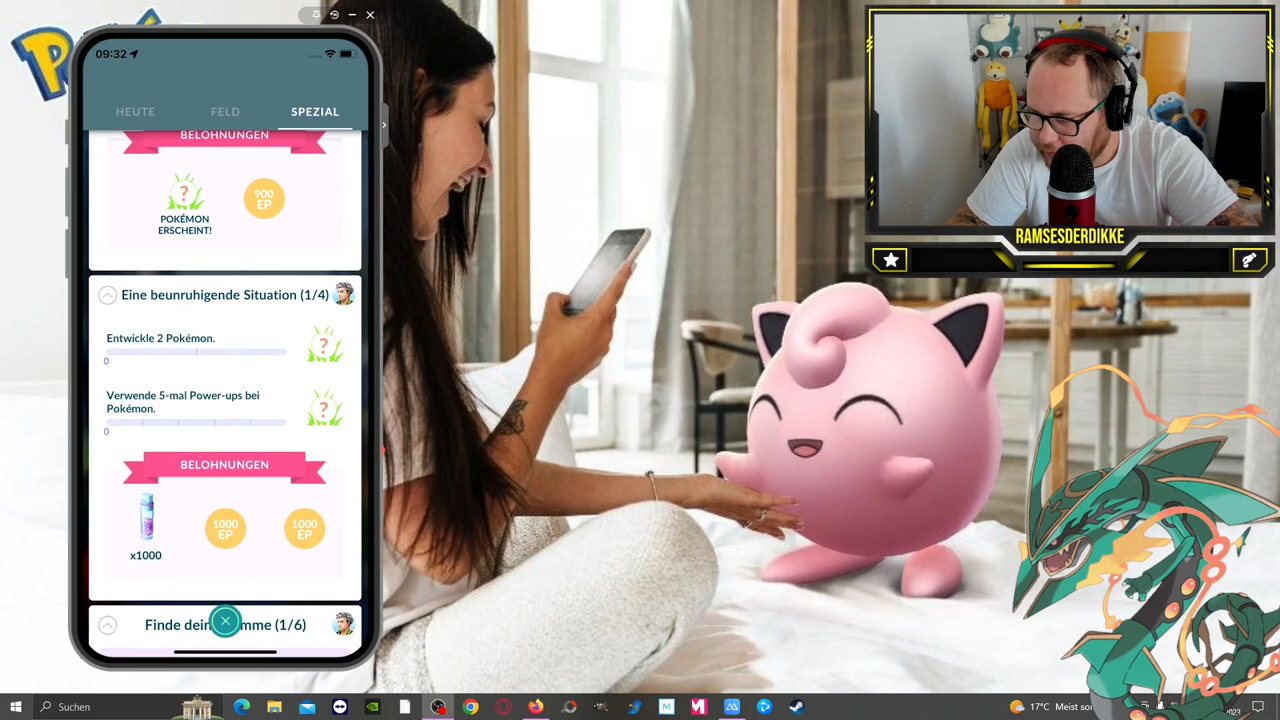 09:32
HEUTE FELD SPEZIAL
BELOHNUNGEN
?
900
EP
POKÉMON
ERSCHEINT!
Eine beunruhigende Situation (1/4)
Entwickle 2 Pokémon.
?
0
Verwende 5-mal Power-ups bei
Pokémon.
?
0
BELOHNUNGEN
1000
EP
1000
EP
x1000
Finde dein mme (1/6)
RAMSESDERDIKKE
Suchen
17°C Meist